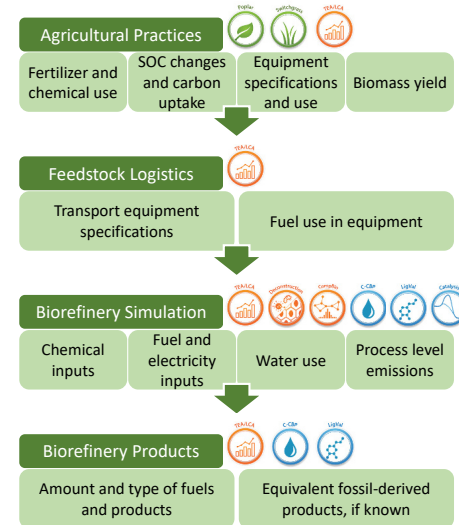 Poplar
Switchgrass
TEA/LCA
Agricultural Practices
Fertilizer and
chemical use
SOC changes
and carbon
uptake
Equipment
specifications
and use
Biomass yield
TEA/LCA
Feedstock Logistics
Transport equipment
specifications
Fuel use in equipment
TEA/LCA
Deconstruction
C-CBP
LigVal
Catalysis
Biorefinery Simulation
Chemical
inputs
Fuel and
electricity
inputs
Water use
Process level
emissions
TEA/LCA
C-CBP
LigVal
Biorefinery Products
Amount and type of fuels
and products
Equivalent fossil-derived
products, if known